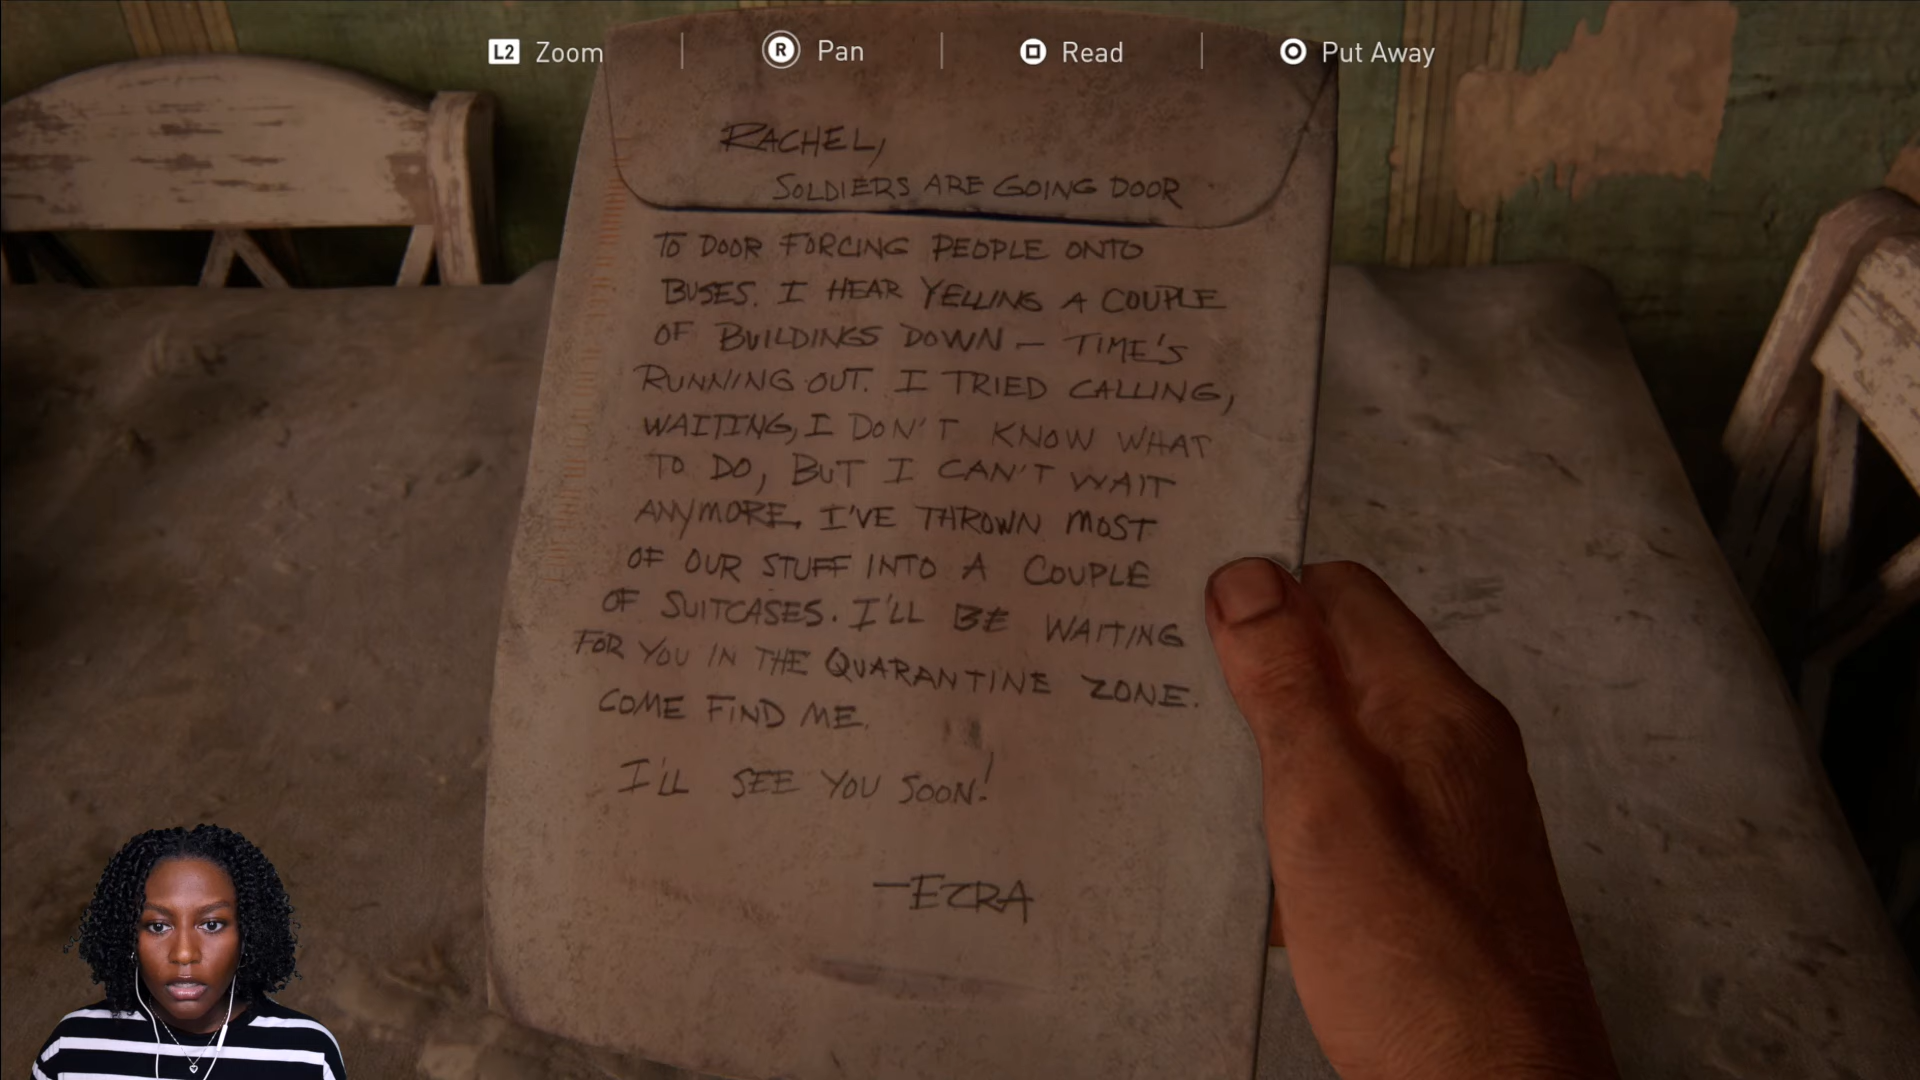 L2 Zoom R Pan Read Put Away
RACHEL,
SOLDIERS ARE GOING DOOR
TO DOOR FORCING PEOPLE ONTO
BUSES. I HEAR YELLING A COUPLE
OF BUILDINGS DOWN — TIME'S
RUNNING OUT. I TRIED CALLING,
WAITING, I DON'T KNOW WHAT
TO DO, BUT I CAN'T WAIT
ANYMORE. I'VE THROWN MOST
OF OUR STUFF INTO A COUPLE
OF SUITCASES. I'LL BE WAITING
FOR YOU IN THE QUARANTINE ZONE.
COME FIND ME.
I'LL SEE YOU SOON!
—EZRA